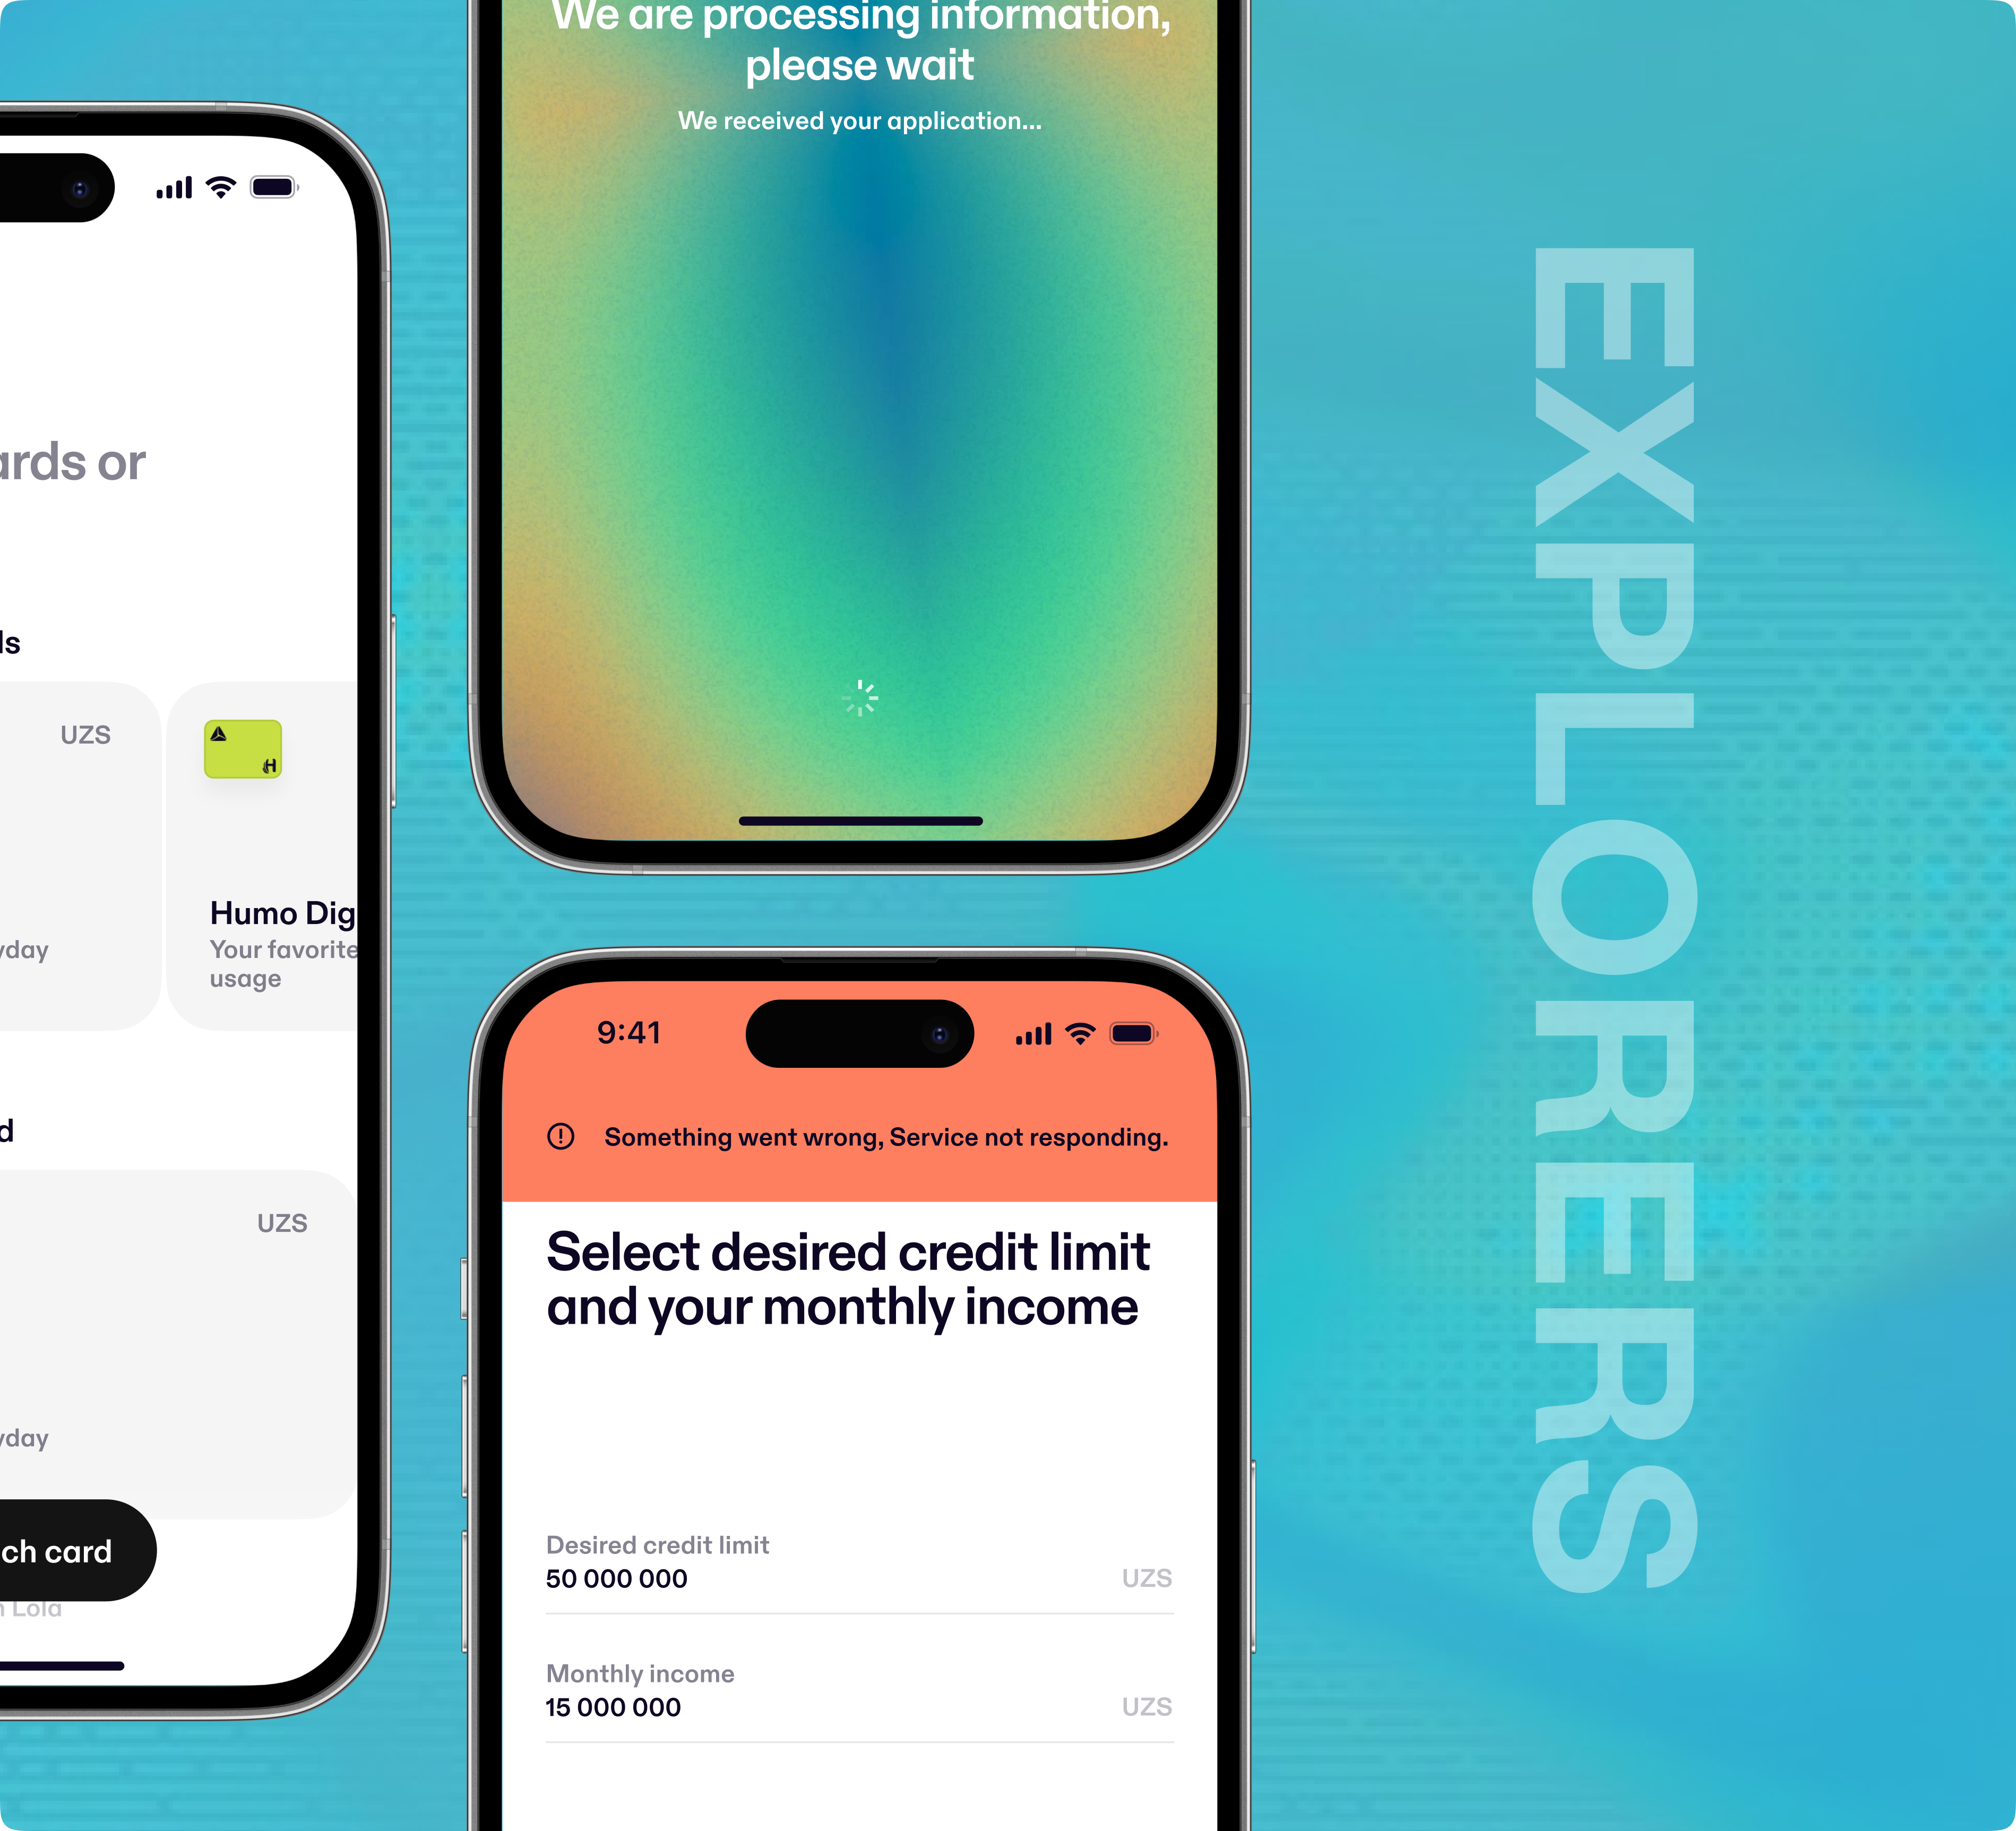 ards or
ls
UZS
Humo Dig
Your favorite
usage
yday
d
UZS
yday
ch card
n Lola
We are processing information,
please wait
We received your application...
9:41
Something went wrong, Service not responding.
Select desired credit limit
and your monthly income
Desired credit limit
50 000 000 UZS
Monthly income
15 000 000 UZS
EXPLORERS